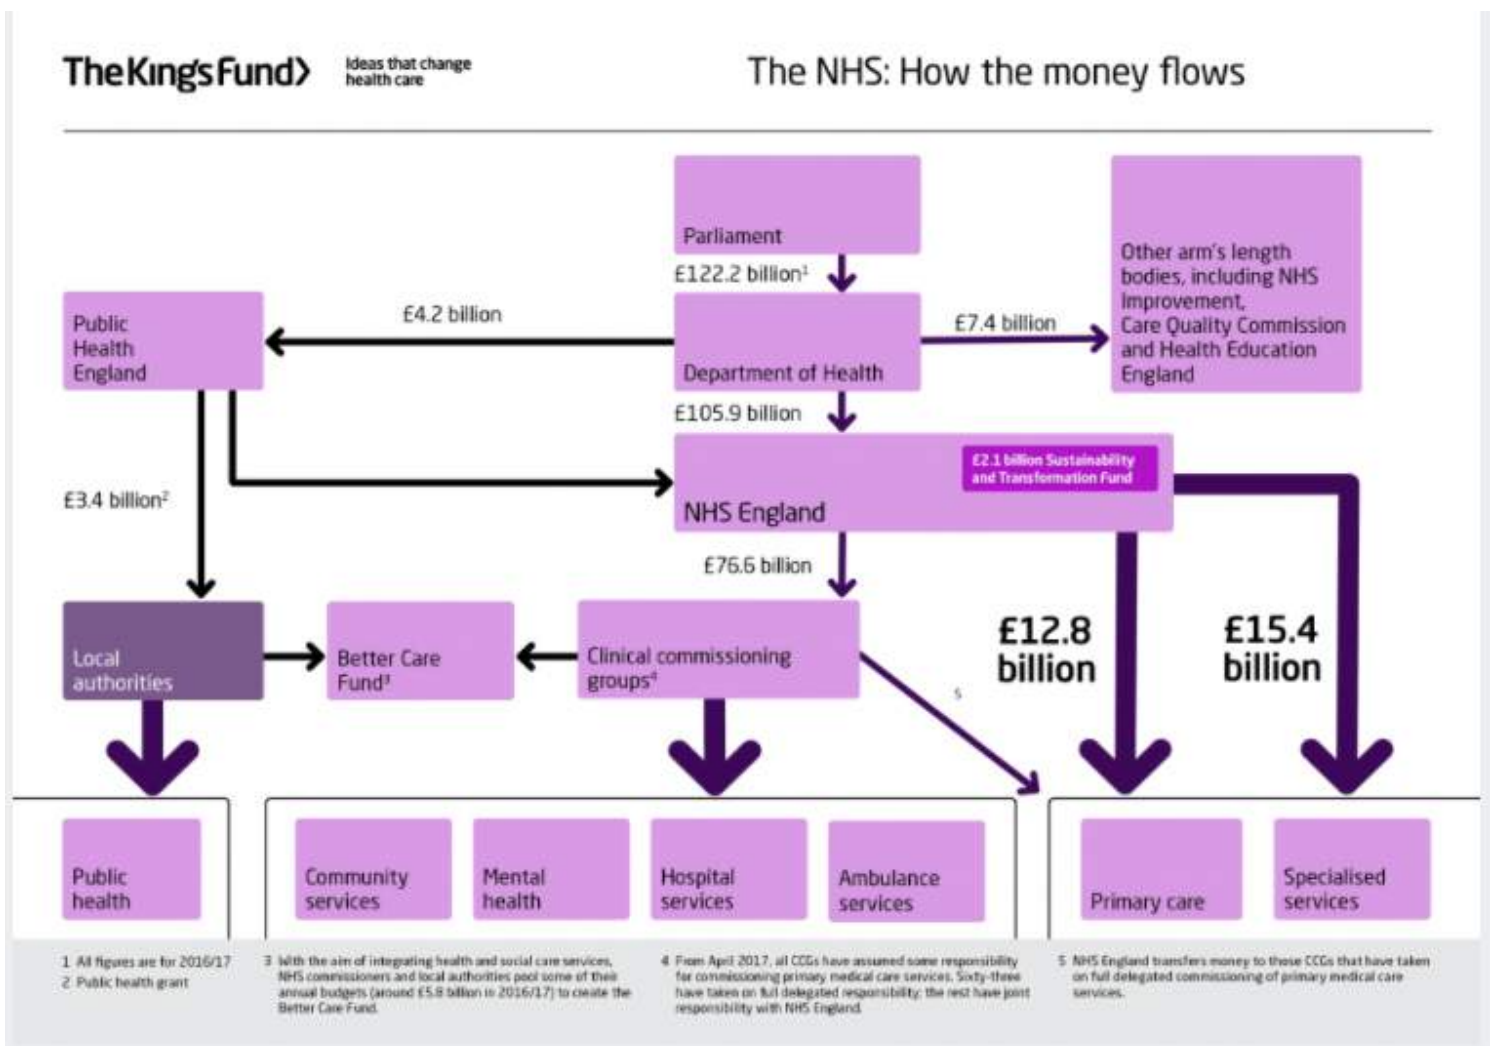 The King's Fund>
Ideas that change
health care
The NHS: How the money flows
Parliament
£122.2 billion¹
Other arm's length
bodies, including NHS
Improvement,
Care Quality Commission
and Health Education
England
Public
Health
England
£4.2 billion
£7.4 billion
Department of Health
£105.9 billion
£2.1 billion Sustainability
and Transformation Fund
NHS England
£3.4 billion²
£76.6 billion
£12.8
billion
£15.4
billion
Local
authorities
Better Care
Fund³
Clinical commissioning
groups⁴
5
Public
health
Community
services
Mental
health
Hospital
services
Ambulance
services
Primary care
Specialised
services
1 All figures are for 2016/17
2 Public health grant
3 With the aim of integrating health and social care services,
NHS commissioners and local authorities pool some of their
annual budgets (around £5.8 billion in 2016/17) to create the
Better Care Fund.
4 From April 2017, all CCGs have assumed some responsibility
for commissioning primary medical care services. Sixty-three
have taken on full delegated responsibility; the rest have joint
responsibility with NHS England.
5 NHS England transfers money to those CCGs that have taken
on full delegated commissioning of primary medical care
services.